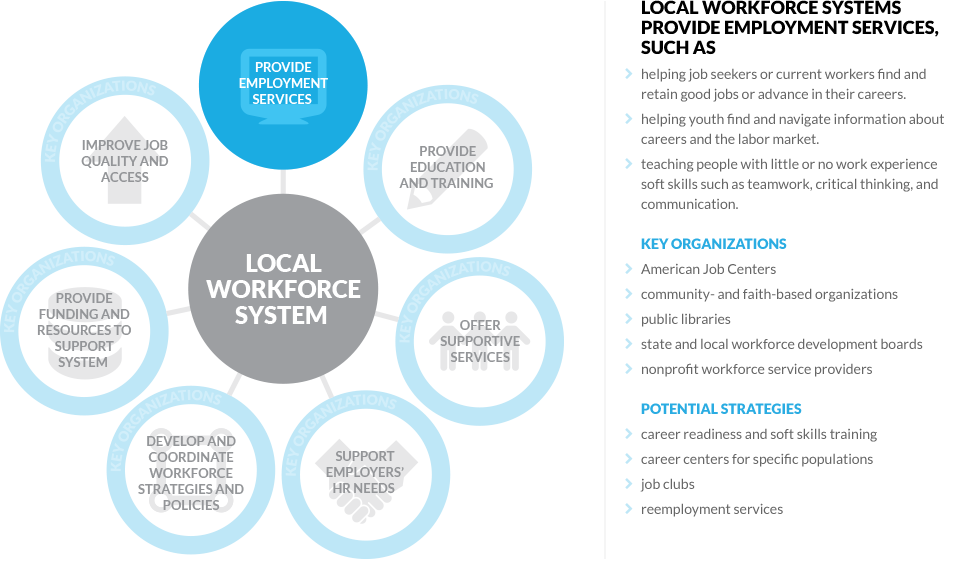 PROVIDE
EMPLOYMENT
SERVICES
KEY ORGANIZATIONS
PROVIDE
EDUCATION
AND TRAINING
KEY ORGANIZATIONS
OFFER
SUPPORTIVE
SERVICES
KEY ORGANIZATIONS
SUPPORT
EMPLOYERS'
HR NEEDS
KEY ORGANIZATIONS
DEVELOP AND
COORDINATE
WORKFORCE
STRATEGIES AND
POLICIES
KEY ORGANIZATIONS
PROVIDE
FUNDING AND
RESOURCES TO
SUPPORT
SYSTEM
KEY ORGANIZATIONS
IMPROVE JOB
QUALITY AND
ACCESS
LOCAL
WORKFORCE
SYSTEM
LOCAL WORKFORCE SYSTEMS
PROVIDE EMPLOYMENT SERVICES,
SUCH AS
helping job seekers or current workers find and
retain good jobs or advance in their careers.
helping youth find and navigate information about
careers and the labor market.
teaching people with little or no work experience
soft skills such as teamwork, critical thinking, and
communication.
KEY ORGANIZATIONS
American Job Centers
community- and faith-based organizations
public libraries
state and local workforce development boards
nonprofit workforce service providers
POTENTIAL STRATEGIES
career readiness and soft skills training
career centers for specific populations
job clubs
reemployment services